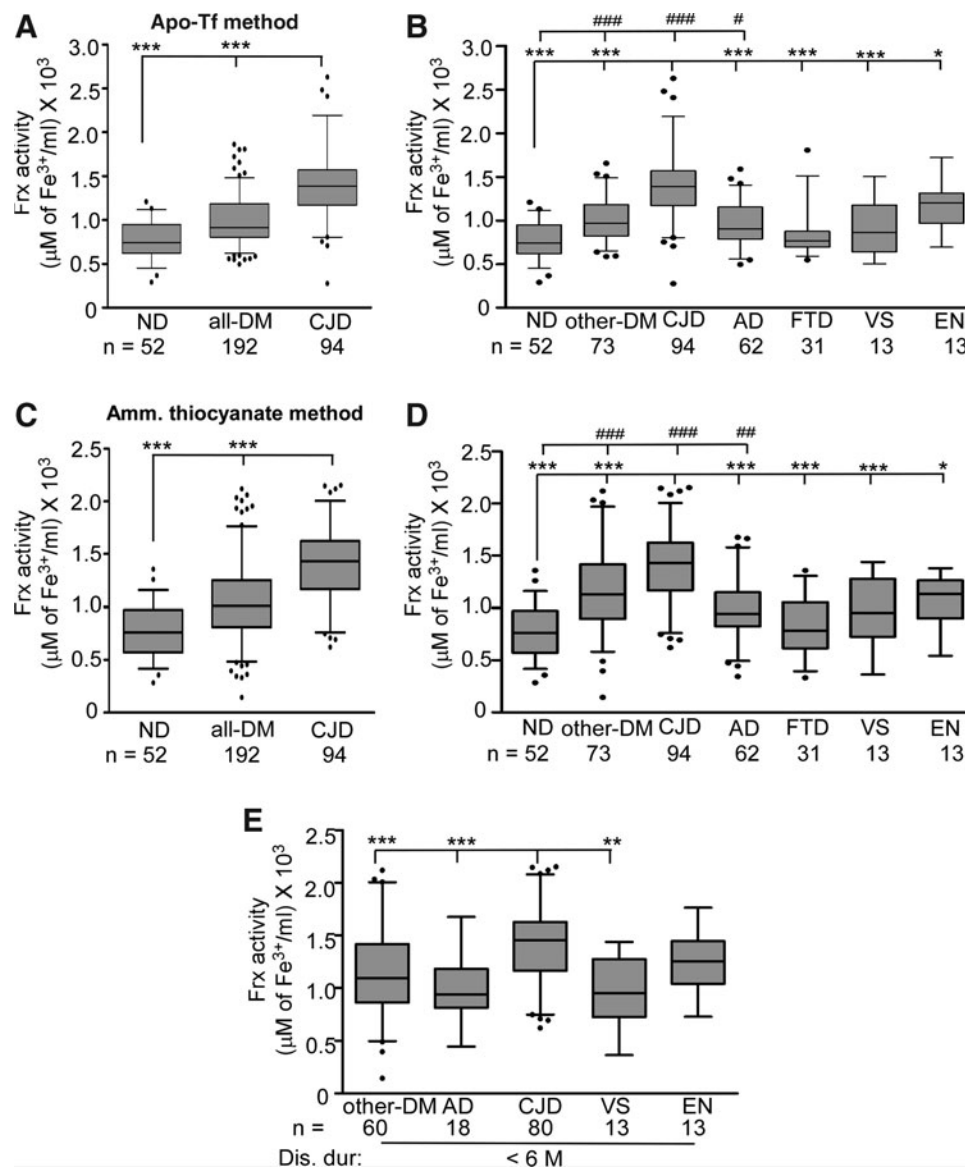 A Apo-Tf method
*** ***
Frx activity
(µM of Fe³⁺/ml) X 10³
3.0
2.5
2.0
1.5
1.0
0.5
0
ND all-DM CJD
n = 52 192 94
B
### ### #
*** *** *** *** *** *
Frx activity
(µM of Fe³⁺/ml) X 10³
3.0
2.5
2.0
1.5
1.0
0.5
0
ND other-DM CJD AD FTD VS EN
n = 52 73 94 62 31 13 13
C Amm. thiocyanate method
*** ***
Frx activity
(µM of Fe³⁺/ml) X 10³
2.5
2.0
1.5
1.0
0.5
0
ND all-DM CJD
n = 52 192 94
D
### ### ##
*** *** *** *** *** *
Frx activity
(µM of Fe³⁺/ml) X 10³
2.5
2.0
1.5
1.0
0.5
0
ND other-DM CJD AD FTD VS EN
n = 52 73 94 62 31 13 13
E
*** *** **
Frx activity
(µM of Fe³⁺/ml) X 10³
2.5
2.0
1.5
1.0
0.5
0
other-DM AD CJD VS EN
n = 60 18 80 13 13
Dis. dur: < 6 M